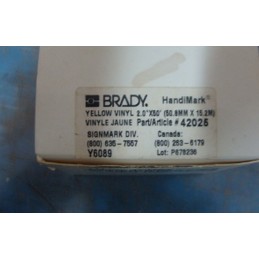 BRADY. HandiMark®
YELLOW VINYL 2.0"X50' (50.8MM X 15.2M)
VINYLE JAUNE Part/Article # 42025
SIGNMARK DIV. Canada:
(800) 635-7557 (800) 263-6179
Y6089 Lot: P678236